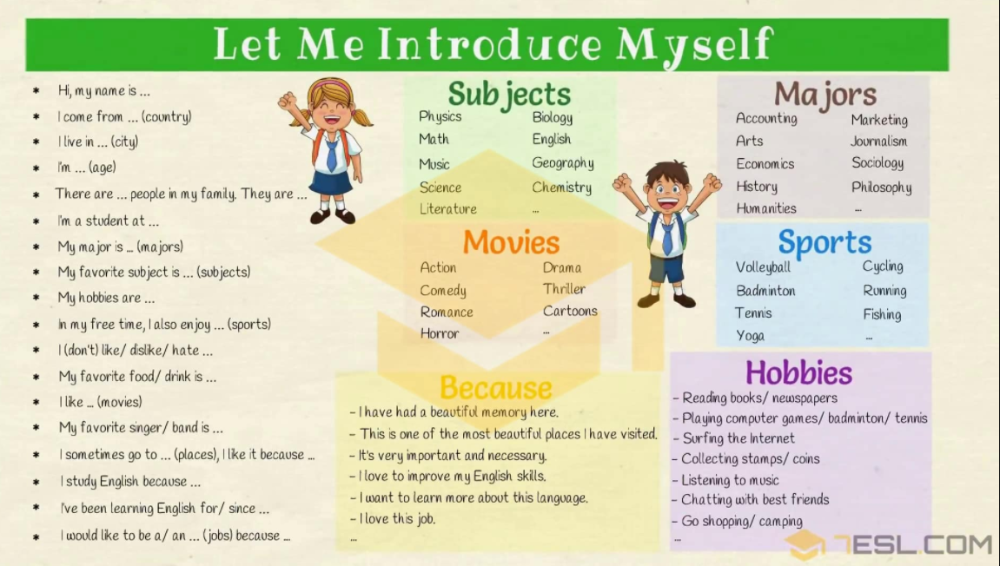 Let Me Introduce Myself
* Hi, my name is ...
* I come from ... (country)
* I live in ... (city)
* I'm ... (age)
* There are ... people in my family. They are ...
* I'm a student at ...
* My major is ... (majors)
* My favorite subject is ... (subjects)
* My hobbies are ...
* In my free time, I also enjoy ... (sports)
* I (don't) like/ dislike/ hate ...
* My favorite food/ drink is ...
* I like ... (movies)
* My favorite singer/ band is ...
* I sometimes go to ... (places), I like it because ...
* I study English because ...
* I've been learning English for/ since ...
* I would like to be a/ an ... (jobs) because ...
Subjects
Physics Biology
Math English
Music Geography
Science Chemistry
Literature ...
Movies
Action Drama
Comedy Thriller
Romance Cartoons
Horror ...
Because
- I have had a beautiful memory here.
- This is one of the most beautiful places I have visited.
- It's very important and necessary.
- I love to improve my English skills.
- I want to learn more about this language.
- I love this job.
...
Majors
Accounting Marketing
Arts Journalism
Economics Sociology
History Philosophy
Humanities ...
Sports
Volleyball Cycling
Badminton Running
Tennis Fishing
Yoga ...
Hobbies
- Reading books/ newspapers
- Playing computer games/ badminton/ tennis
- Surfing the Internet
- Collecting stamps/ coins
- Listening to music
- Chatting with best friends
- Go shopping/ camping
...
7ESL.COM